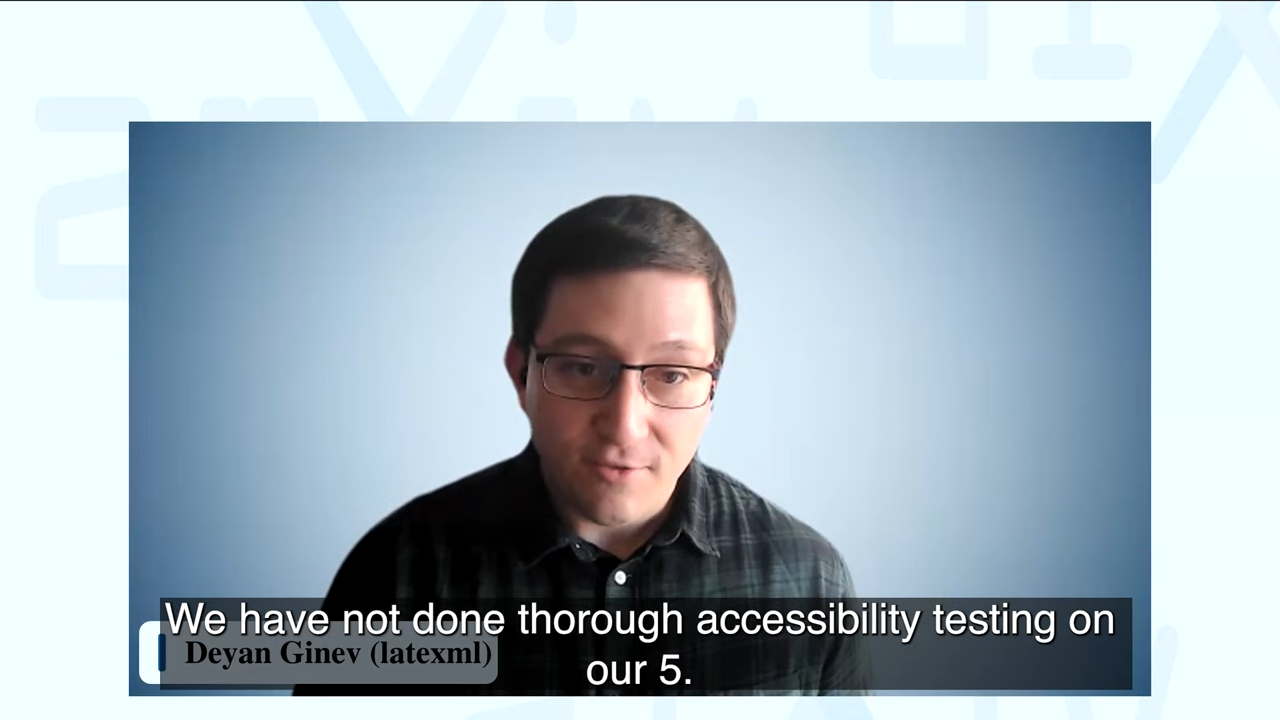 We have not done thorough accessibility testing on
our 5.
Deyan Ginev (latexml)